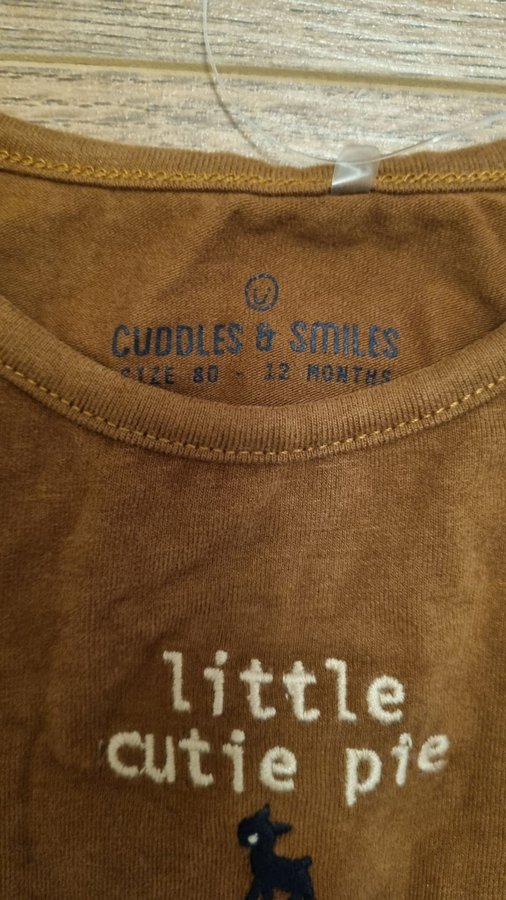 CUDDLES & SMILES
SIZE 80 - 12 MONTHS
little
cutie pie